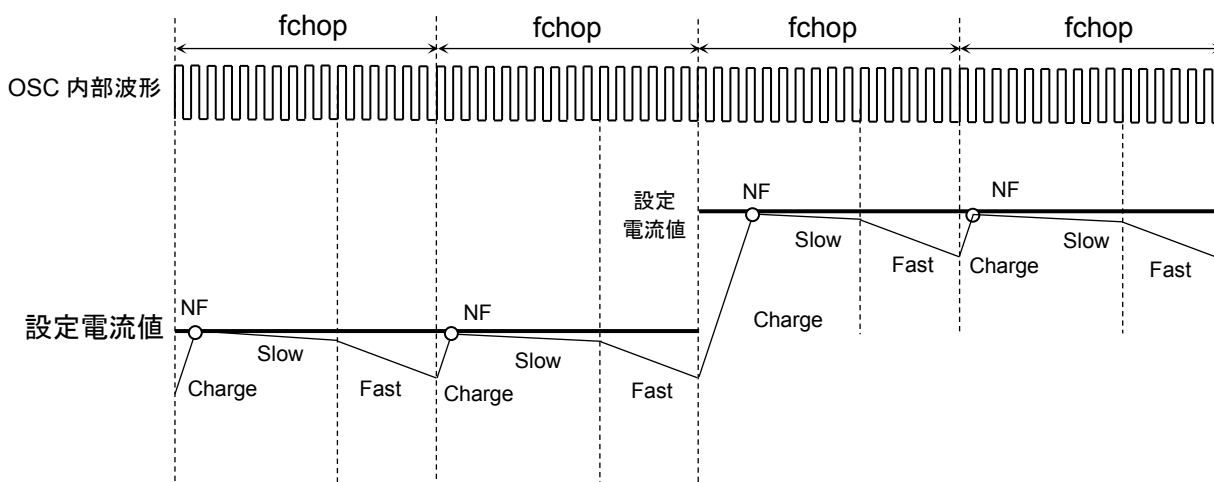 fchop
fchop
fchop
fchop
OSC 内部波形
設定
電流値
NF
NF
Slow
Slow
Fast
Charge
Fast
設定電流値
NF
NF
Charge
Slow
Slow
Charge
Fast
Charge
Fast